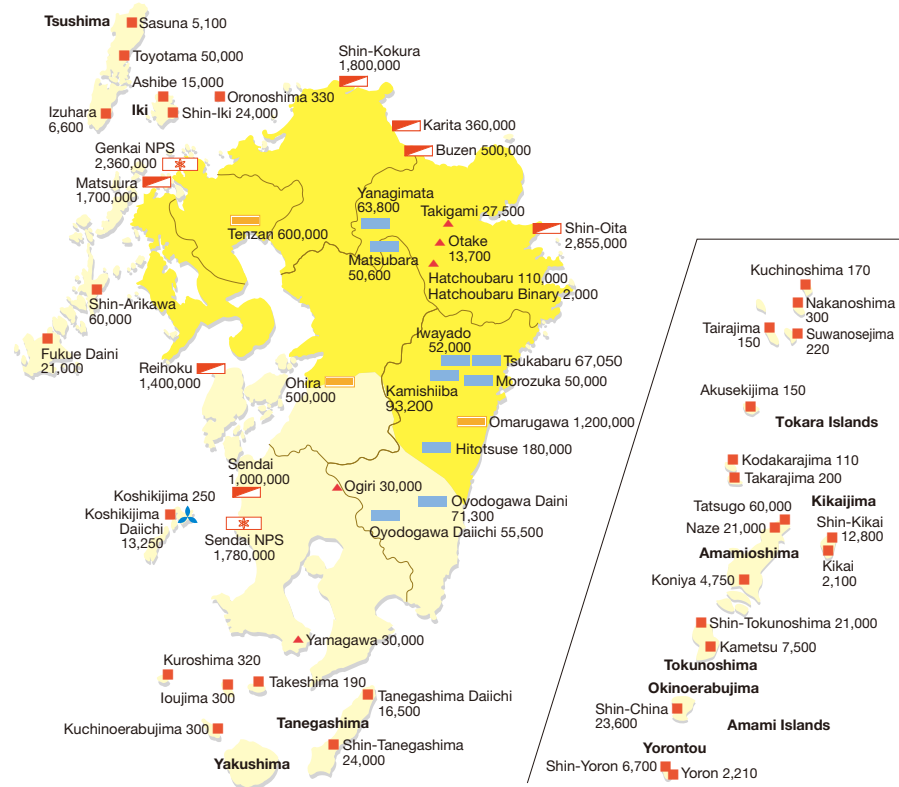 Tsushima
Sasuna 5,100
Toyotama 50,000
Ashibe 15,000
Oronoshima 330
Izuhara
6,600
Iki
Shin-Iki 24,000
Shin-Kokura
1,800,000
Karita 360,000
Buzen 500,000
Genkai NPS
2,360,000
Matsuura
1,700,000
Yanagimata
63,800
Takigami 27,500
Tenzan 600,000
Matsubara
50,600
Otake
13,700
Shin-Oita
2,855,000
Hatchoubaru 110,000
Hatchoubaru Binary 2,000
Shin-Arikawa
60,000
Fukue Daini
21,000
Iwayado
52,000
Tsukabaru 67,050
Reihoku
1,400,000
Ohira
500,000
Kamishiiba
93,200
Morozuka 50,000
Omarugawa 1,200,000
Hitotsuse 180,000
Sendai
1,000,000
Ogiri 30,000
Koshikijima 250
Koshikijima
Daiichi
13,250
Sendai NPS
1,780,000
Oyodogawa Daini
71,300
Oyodogawa Daiichi 55,500
Yamagawa 30,000
Kuroshima 320
Ioujima 300
Takeshima 190
Tanegashima Daiichi
16,500
Kuchinoerabujima 300
Tanegashima
Shin-Tanegashima
24,000
Yakushima
Kuchinoshima 170
Nakanoshima
300
Tairajima
150
Suwanosejima
220
Akusekijima 150
Tokara Islands
Kodakarajima 110
Takarajima 200
Tatsugo 60,000
Kikaijima
Naze 21,000
Shin-Kikai
12,800
Amamioshima
Kikai
2,100
Koniya 4,750
Shin-Tokunoshima 21,000
Kametsu 7,500
Tokunoshima
Okinoerabujima
Shin-China
23,600
Amami Islands
Yorontou
Shin-Yoron 6,700
Yoron 2,210